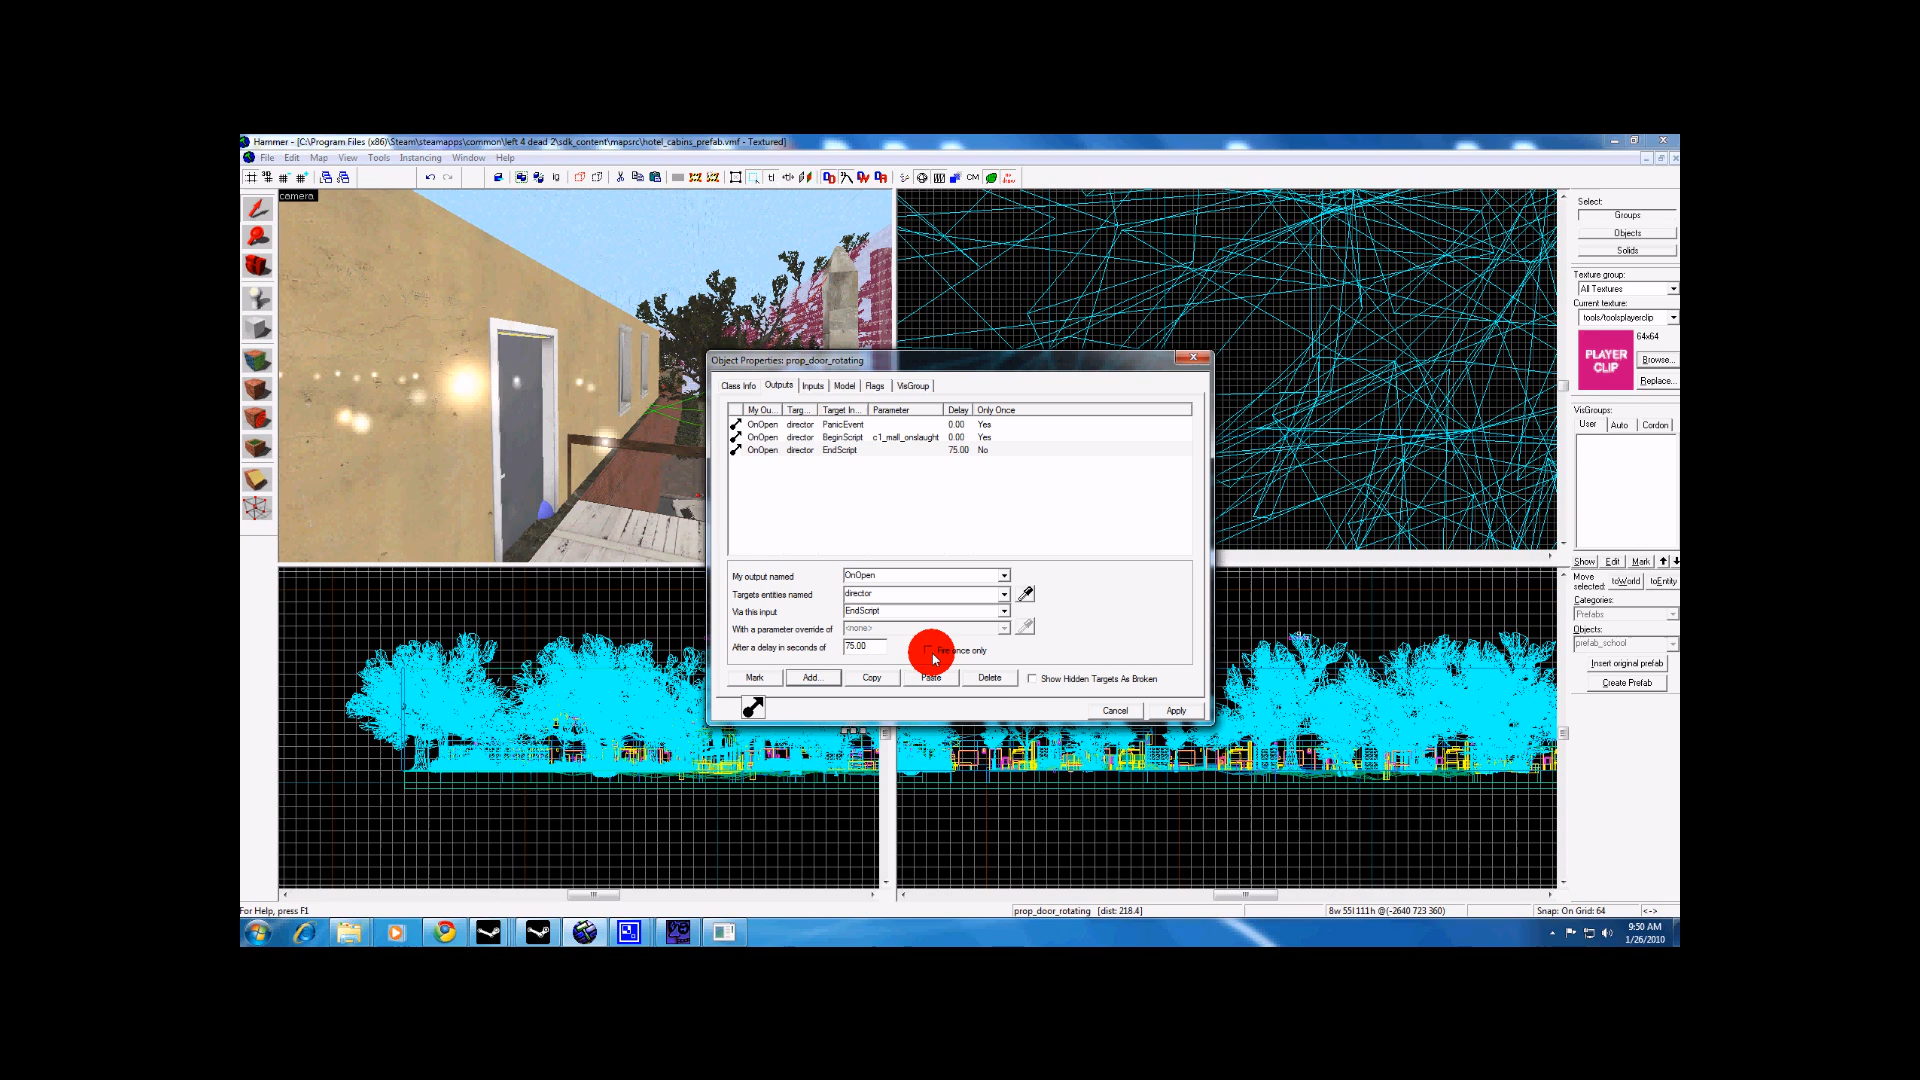 Hammer - [C:\Program Files (x86)\Steam\steamapps\common\left 4 dead 2\sdk_content\mapsrc\hotel_cabins_prefab.vmf - Textured]
File Edit Map View Tools Instancing Window Help
CM
camera
Select:
Groups
Objects
Solids
Texture group:
All Textures
Current texture:
tools/toolsplayerclip
64x64
PLAYER
CLIP
Browse...
Replace...
VisGroups:
User Auto Cordon
Show Edit Mark
Move
selected: toWorld toEntity
Categories:
Prefabs
Objects:
prefab_school
Insert original prefab
Create Prefab
Object Properties: prop_door_rotating
Class Info Outputs Inputs Model Flags VisGroup
My Ou... Targ... Target In... Parameter Delay Only Once
OnOpen director PanicEvent 0.00 Yes
OnOpen director BeginScript c1_mall_onslaught 0.00 Yes
OnOpen director EndScript 75.00 No
My output named OnOpen
Targets entities named director
Via this input EndScript
With a parameter override of <none>
After a delay in seconds of 75.00 Fire once only
Mark Add... Copy Paste Delete Show Hidden Targets As Broken
Cancel Apply
For Help, press F1
prop_door_rotating [dist: 218.4]
8w 55l 111h @(-2640 723 360)
Snap: On Grid: 64
<->
9:50 AM
1/26/2010